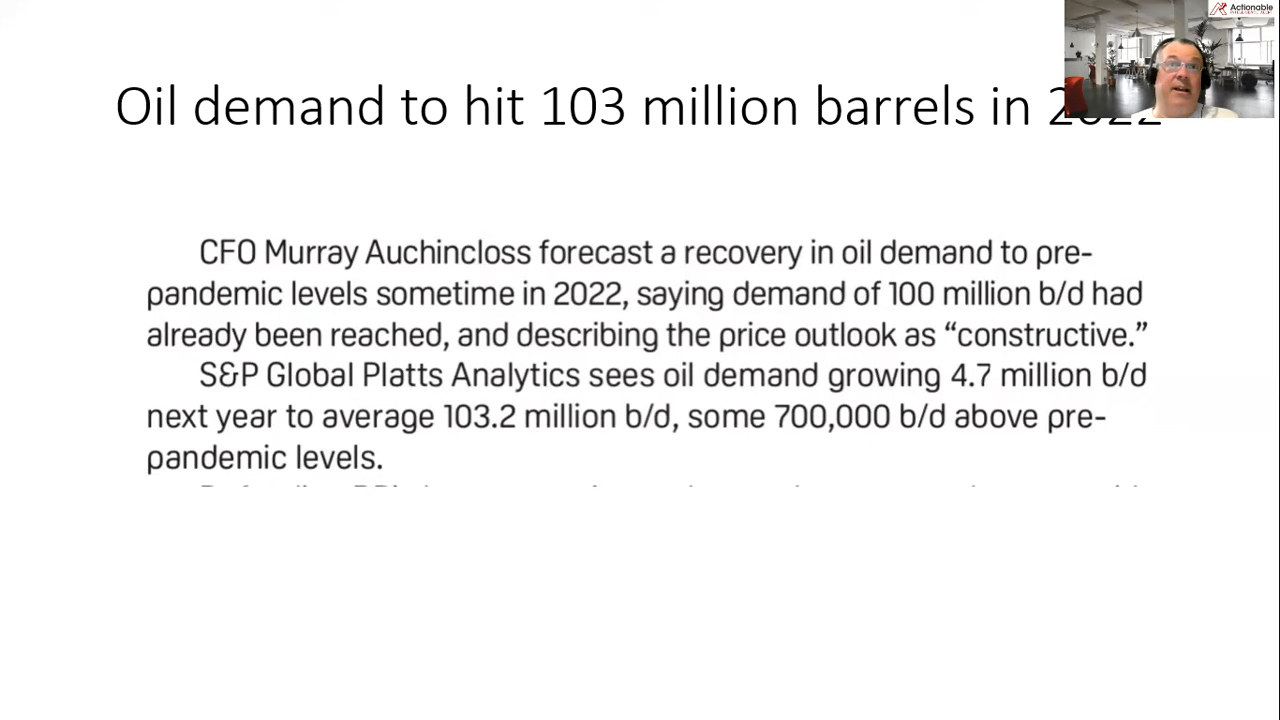 Actionable
Oil demand to hit 103 million barrels in 2022
CFO Murray Auchincloss forecast a recovery in oil demand to pre-
pandemic levels sometime in 2022, saying demand of 100 million b/d had
already been reached, and describing the price outlook as “constructive.”
S&P Global Platts Analytics sees oil demand growing 4.7 million b/d
next year to average 103.2 million b/d, some 700,000 b/d above pre-
pandemic levels.